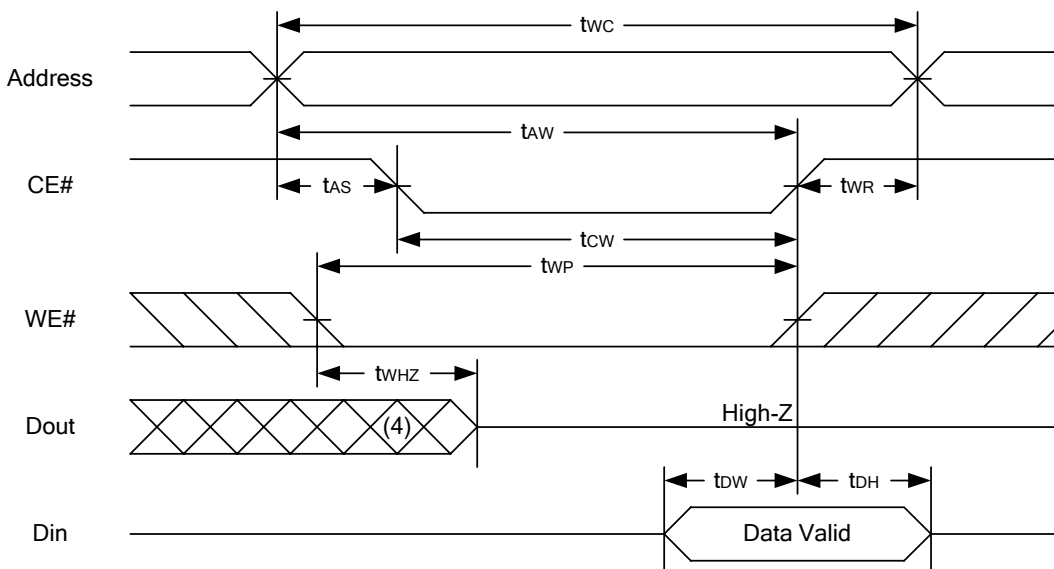 tWC
Address
tAW
CE#
tAS
tWR
tCW
tWP
WE#
tWHZ
Dout
(4)
High-Z
tDW
tDH
Din
Data Valid